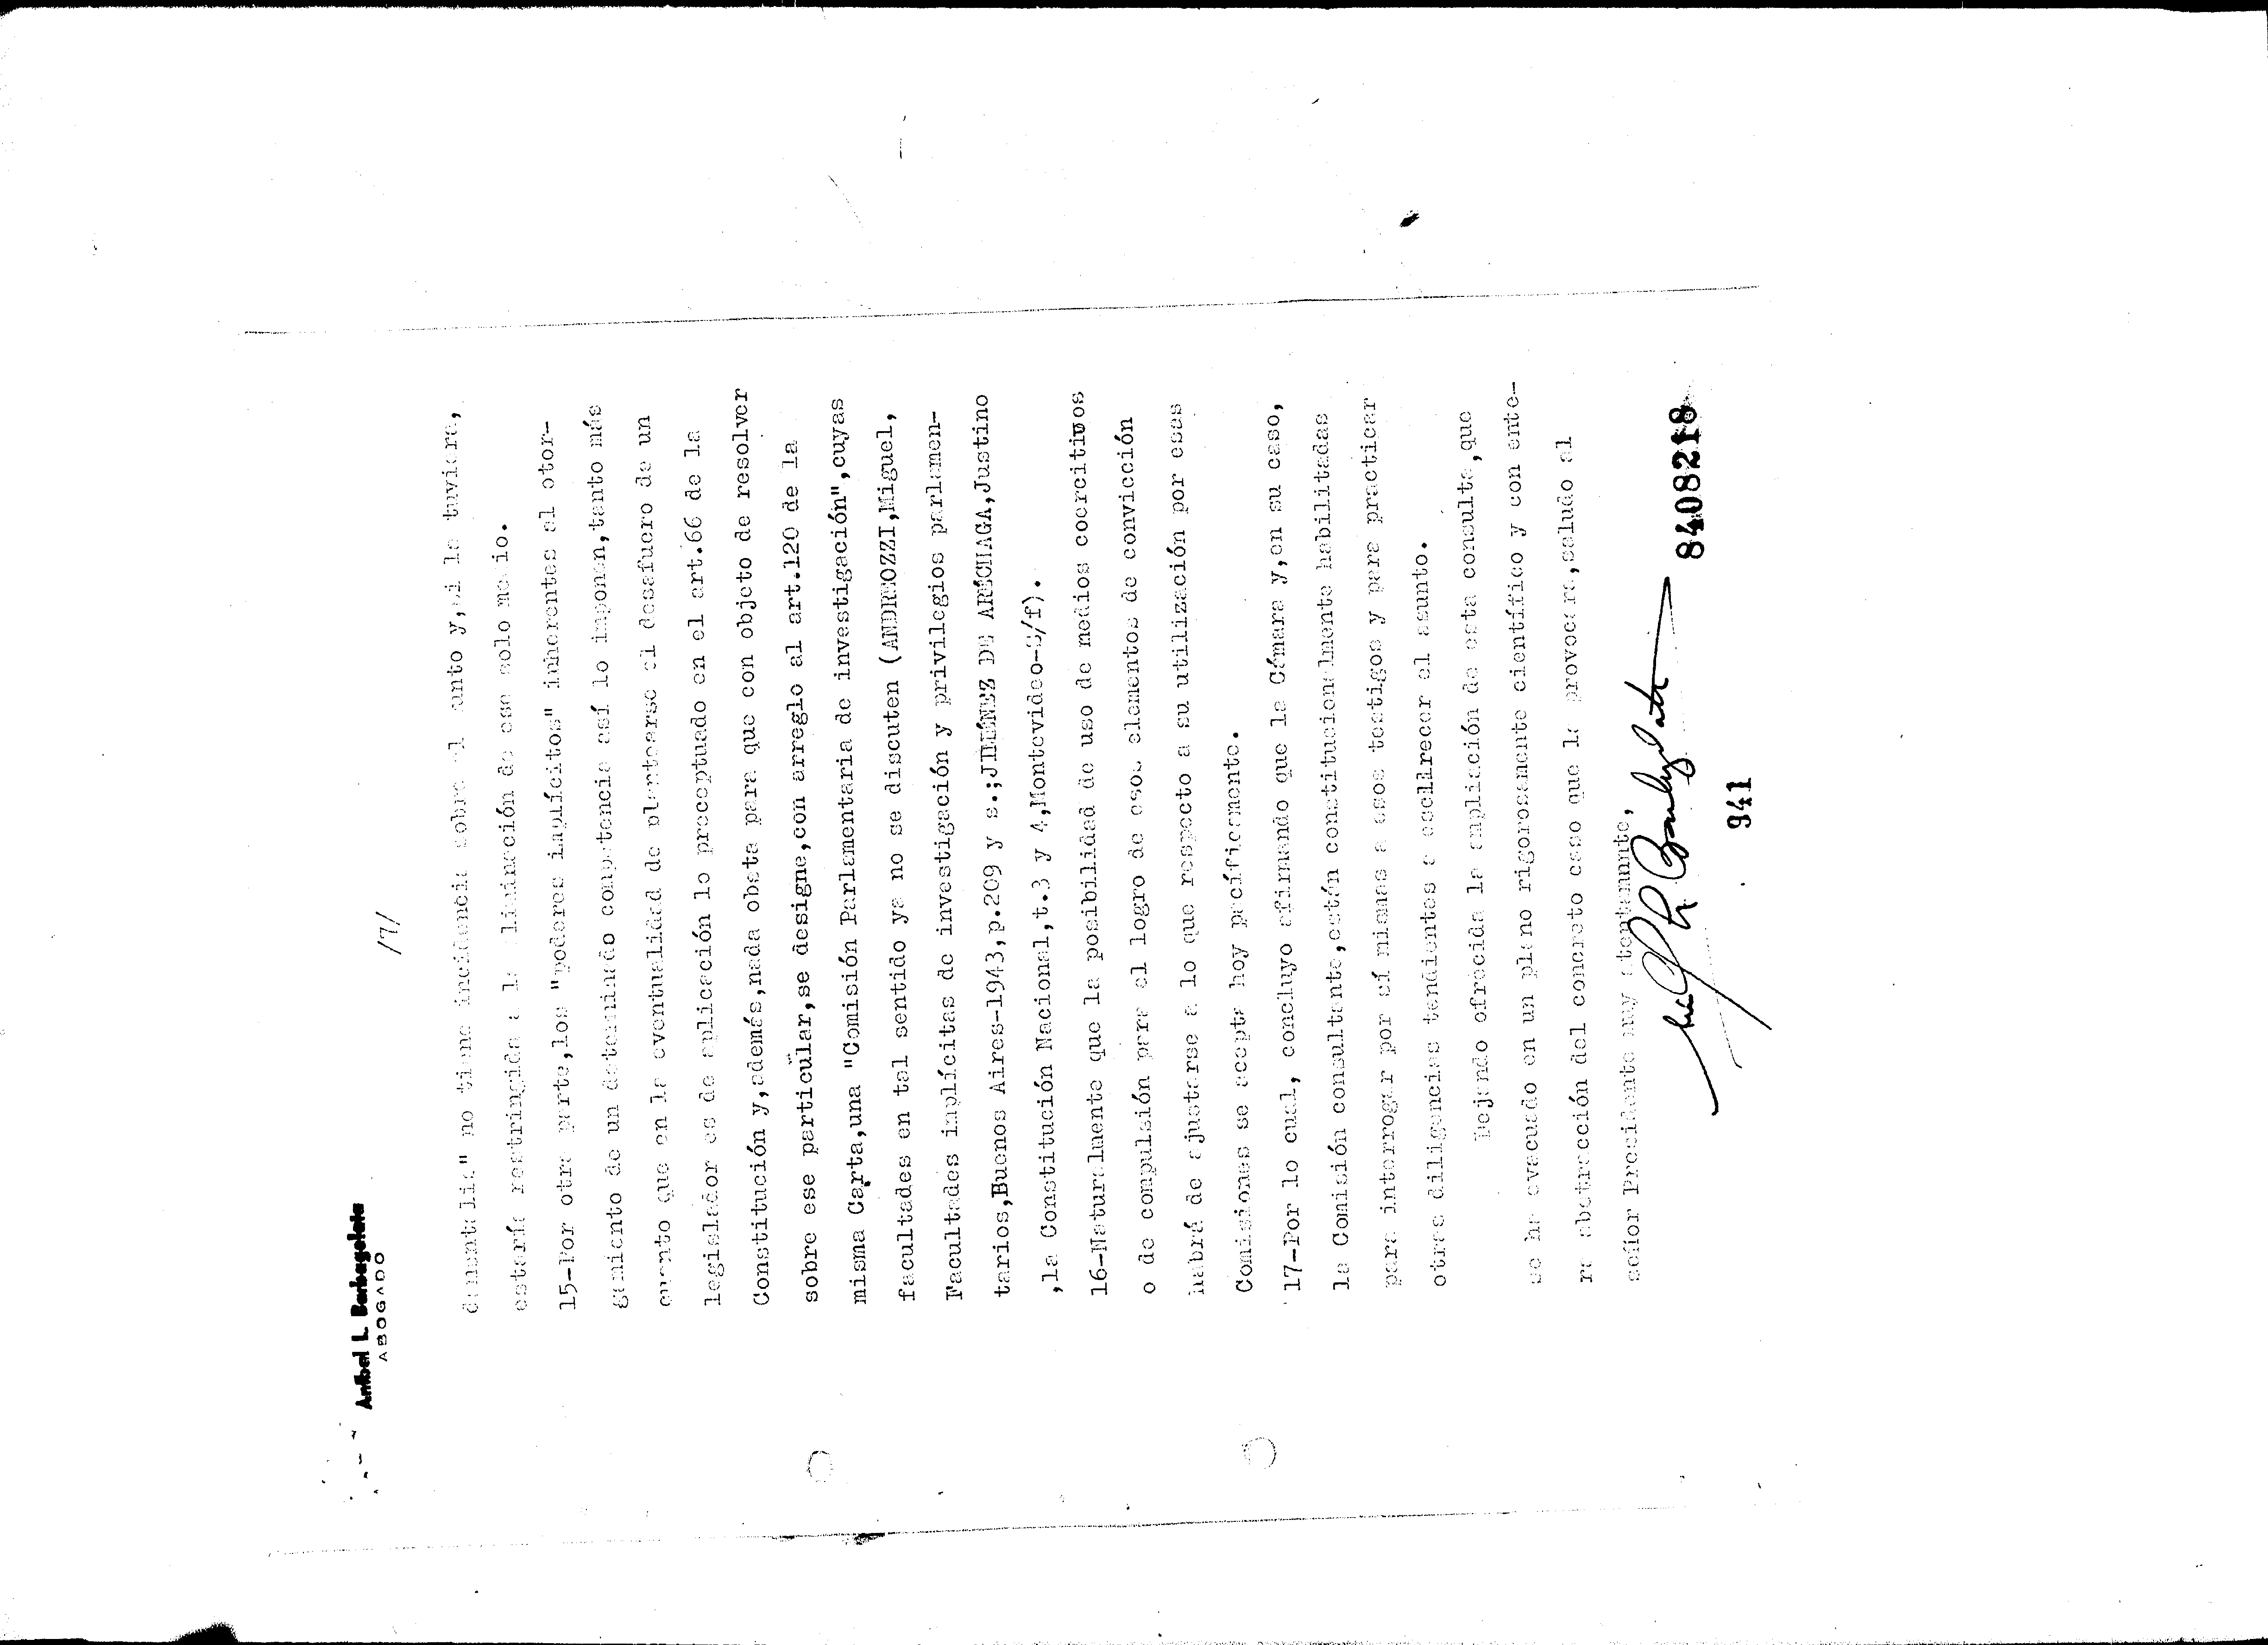 Anibal L. Barbagelata
ABOGADO
/7/
no tiene incidencia sobre el punto y, si la tuviera,
estaría restringida a la eliminación de ese solo medio.
15-Por otra parte,los "poderes implícitos" inherentes al otor-
gamiento de un determinado competencia así lo imponen,tanto más
cuanto que en la eventualidad de plantearse el desafuero de un
legislador es de aplicación lo preceptuado en el art.66 de la
Constitución y,además,nada obsta para que con objeto de resolver
sobre ese particular,se designe,con arreglo al art.120 de la
misma Carta,una "Comisión Parlamentaria de investigación",cuyas
facultades en tal sentido ya no se discuten (ANDREOZZI,Miguel,
Facultades implícitas de investigación y privilegios parlamen-
tarios,Buenos Aires-1943,p.209 y s.;JIMÉNEZ DE ARÉCHAGA,Justino
,la Constitución Nacional,t.3 y 4,Montevideo-S/f).
16-Naturalmente que la posibilidad de uso de medios coercitivos
o de compulsión para el logro de esos elementos de convicción
habrá de ajustarse a lo que respecto a su utilización por esas
Comisiones se acepta hoy pacíficamente.
17-Por lo cual, concluyo afirmando que la Cámara y,en su caso,
la Comisión consultante,están constitucionalmente habilitadas
para interrogar por sí mismas a esos testigos y para practicar
otras diligencias tendientes a esclarecer el asunto.
Dejando ofrecida la ampliación de esta consulta,que
se ha evacuado en un plano rigorosamente científico y con ente-
ra abstracción del concreto caso que la provocara,saludo al
señor Presidente muy atentamente,
8408218
941